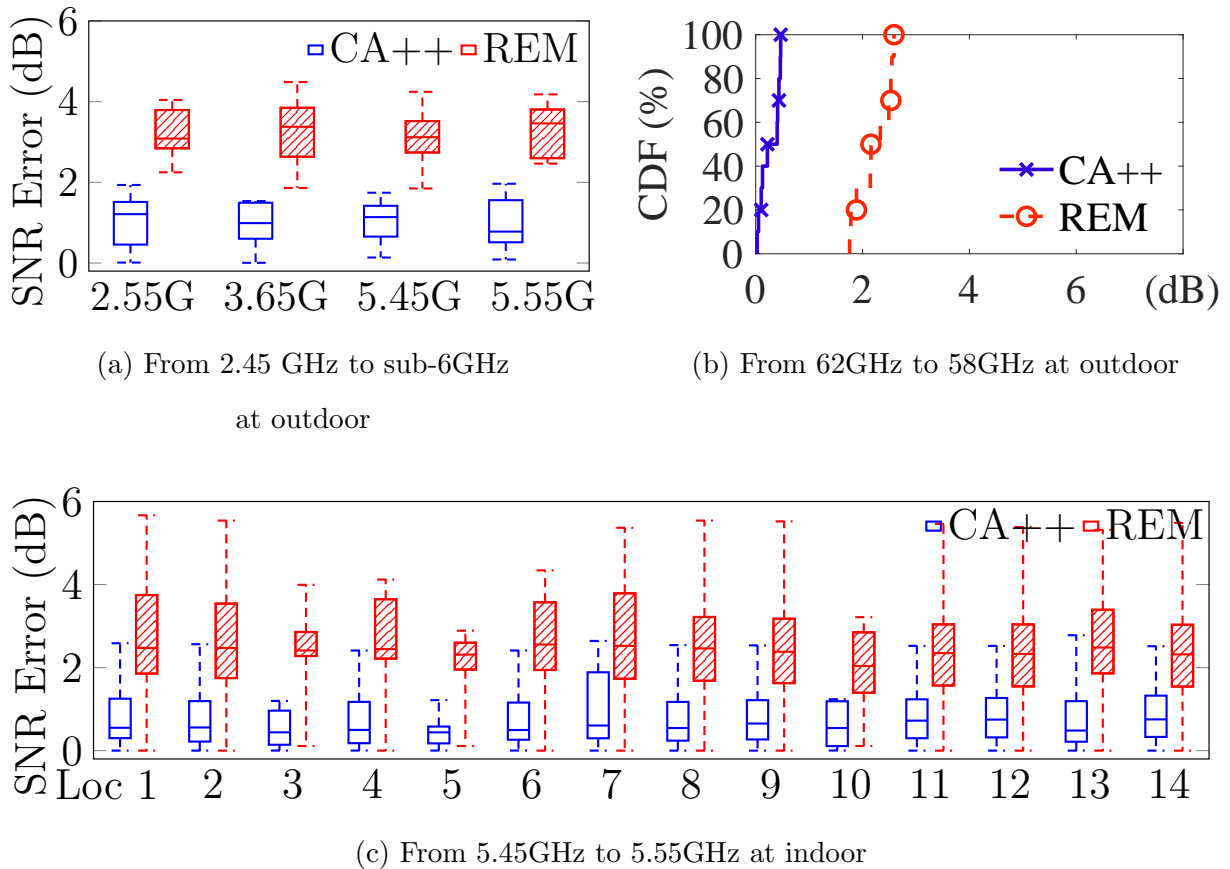 SNR Error (dB)
6
4
2
0
CA++ REM
2.55G 3.65G 5.45G 5.55G
(a) From 2.45 GHz to sub-6GHz
at outdoor
CDF (%)
100
80
60
40
20
0
CA++
REM
0 2 4 6 (dB)
(b) From 62GHz to 58GHz at outdoor
SNR Error (dB)
6
4
2
0
CA++ REM
Loc 1 2 3 4 5 6 7 8 9 10 11 12 13 14
(c) From 5.45GHz to 5.55GHz at indoor